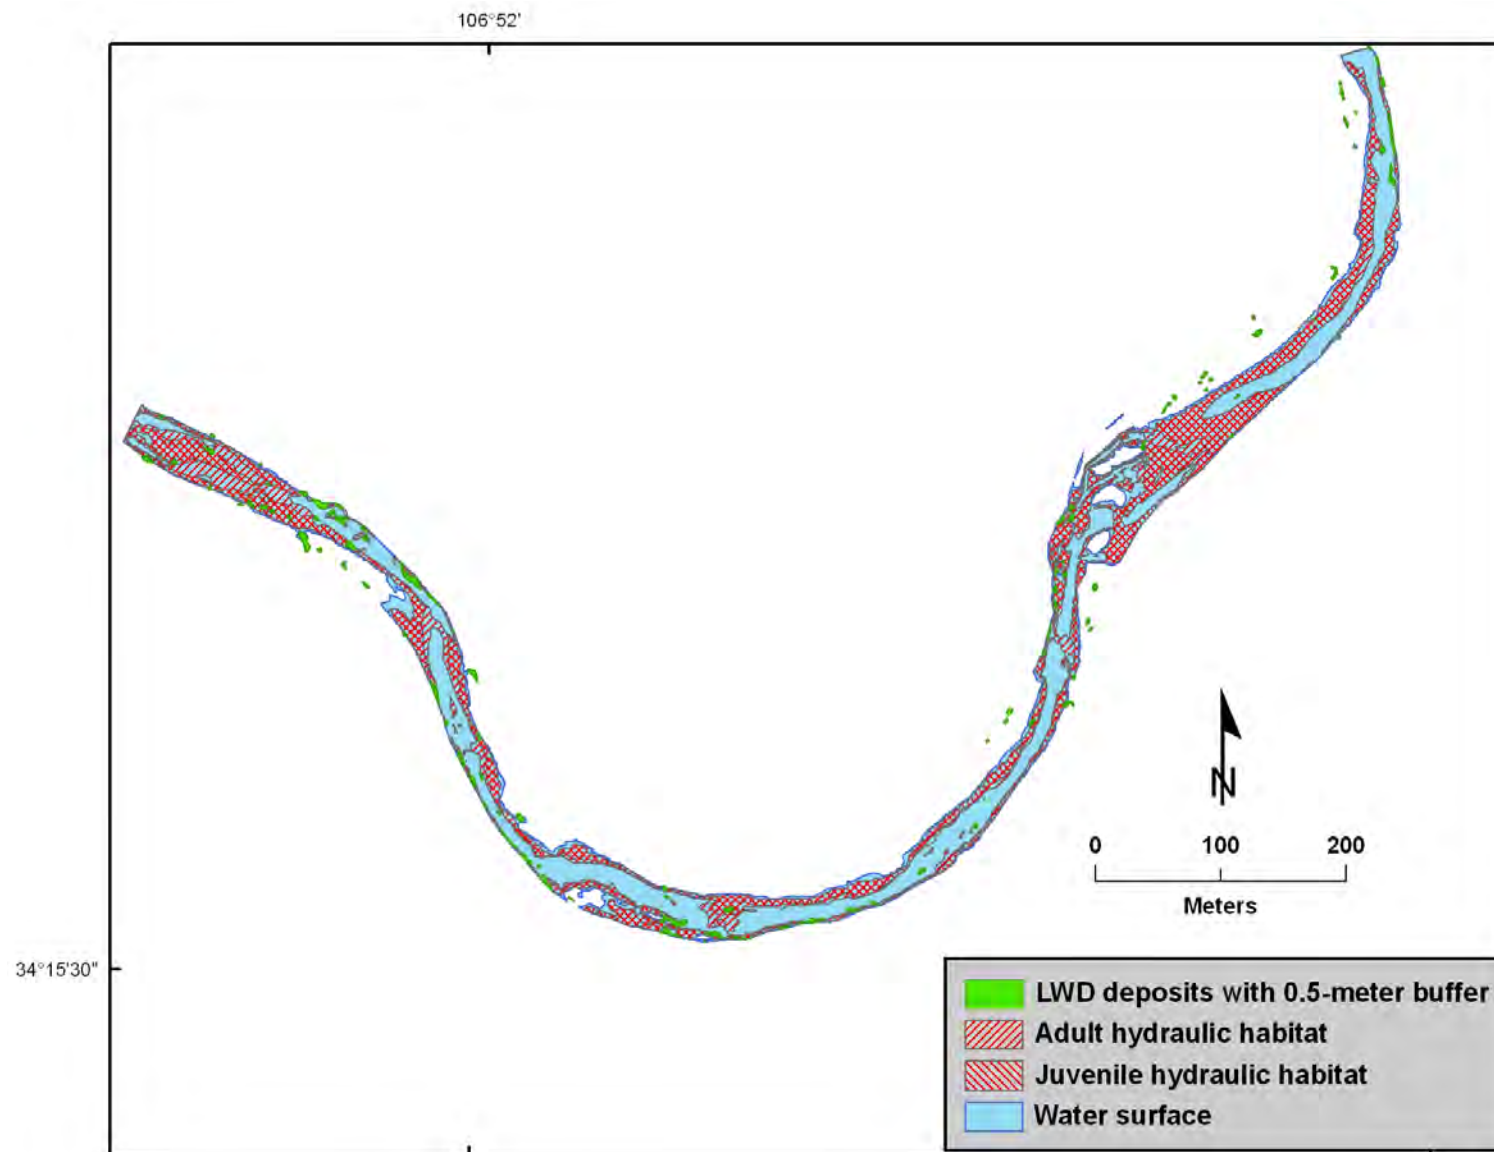 106°52'
N
0 100 200
Meters
34°15'30"
LWD deposits with 0.5-meter buffer
Adult hydraulic habitat
Juvenile hydraulic habitat
Water surface